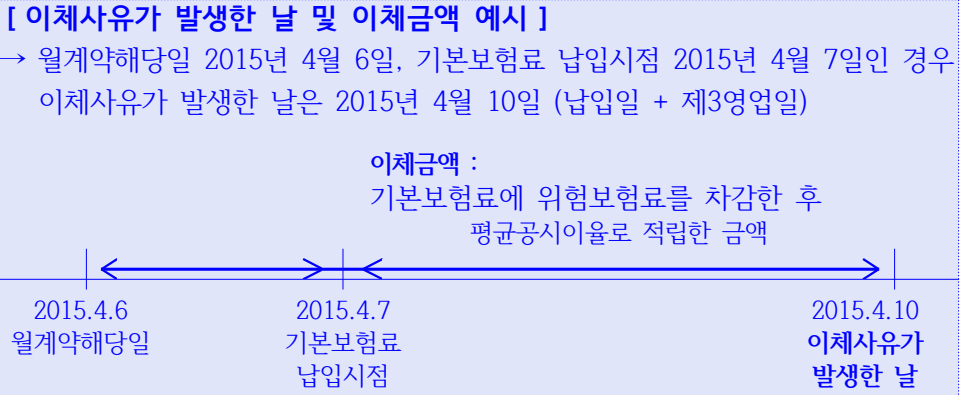 [ 이체사유가 발생한 날 및 이체금액 예시 ]
→ 월계약해당일 2015년 4월 6일, 기본보험료 납입시점 2015년 4월 7일인 경우
이체사유가 발생한 날은 2015년 4월 10일 (납입일 + 제3영업일)
이체금액 :
기본보험료에 위험보험료를 차감한 후
평균공시이율로 적립한 금액
2015.4.6 2015.4.7 2015.4.10
월계약해당일 기본보험료 이체사유가
납입시점 발생한 날